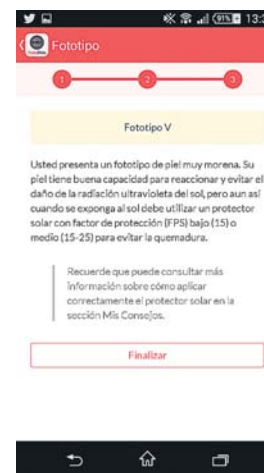 91% 13:3
Fototipo
1 2 3
Fototipo V
Usted presenta un fototipo de piel muy morena. Su
piel tiene buena capacidad para reaccionar y evitar el
daño de la radiación ultravioleta del sol, pero aun así
cuando se exponga al sol debe utilizar un protector
solar con factor de protección (FPS) bajo (15) o
medio (15-25) para evitar la quemadura.
Recuerde que puede consultar más
información sobre cómo aplicar
correctamente el protector solar en la
sección Mis Consejos.
Finalizar